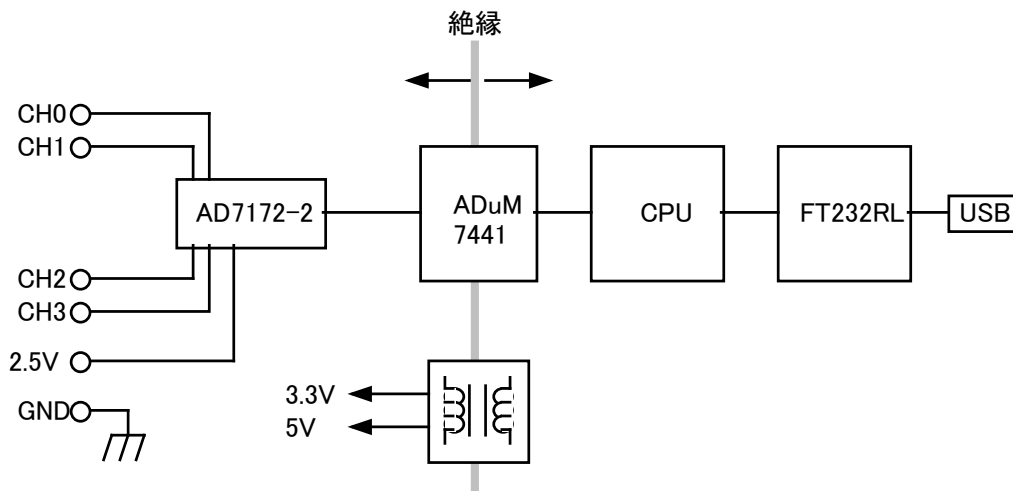 絶縁
CH0
CH1
AD7172-2
ADuM
7441
CPU
FT232RL
USB
CH2
CH3
2.5V
GND
3.3V
5V